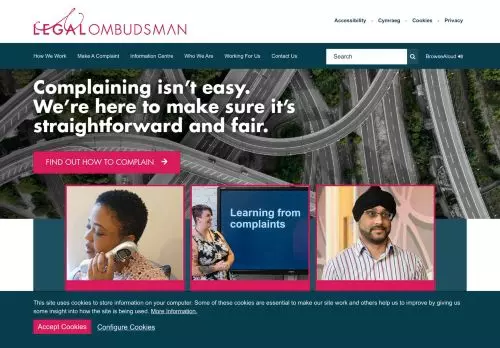 LEGAL OMBUDSMAN
Accessibility - Cymraeg - Cookies - Privacy
How We Work Make A Complaint Information Centre Who We Are Working For Us Contact Us Search BrowseAloud
Complaining isn't easy.
We're here to make sure it's
straightforward and fair.
FIND OUT HOW TO COMPLAIN
Learning from
complaints
This site uses cookies to store information on your computer. Some of these cookies are essential to make our site work and others help us to improve by giving us
some insight into how the site is being used. More Information.
Accept Cookies Configure Cookies